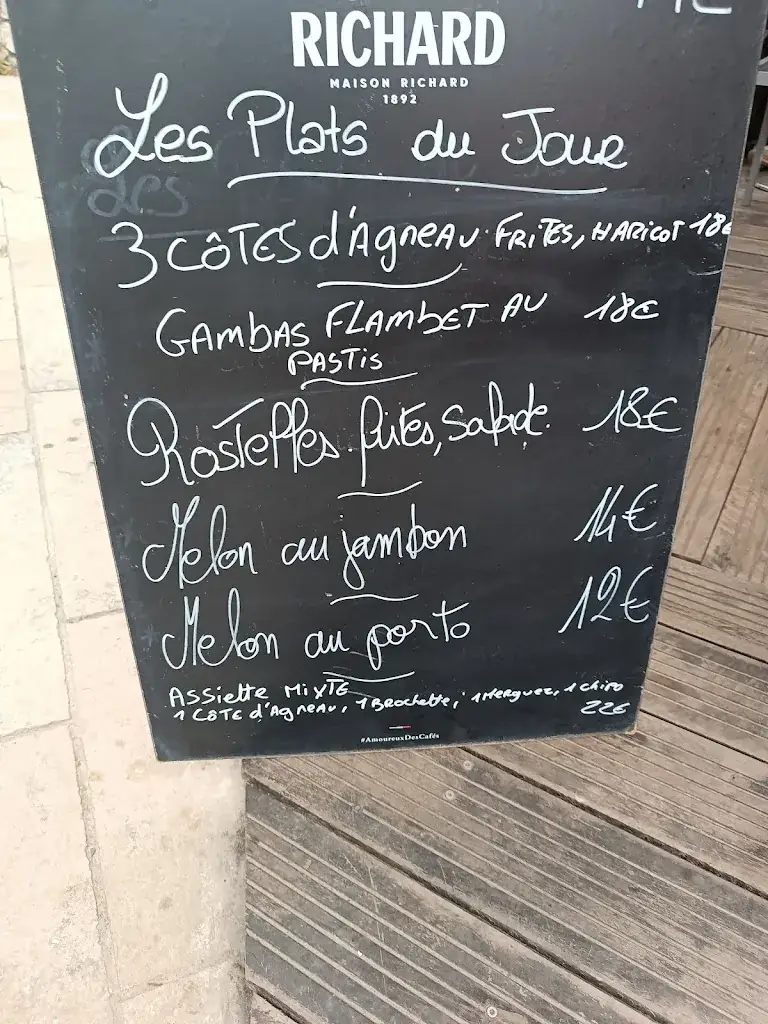 RICHARD
MAISON RICHARD
1892
Les Plats du Jour
Les
3 CÔTES d'AgneAu FRITES, HARICOT 18€
GAMBAS FLAMBET AU 18€
PASTIS
Rostelles frites, Salade. 18€
Melon au jambon 14€
Melon au porto 12€
ASSiette MiXTE
1 CÔTE d'AgneAu, 1 BRochette, 1 Merguez, 1 chipo
22€
#AmoureuxDesCafés